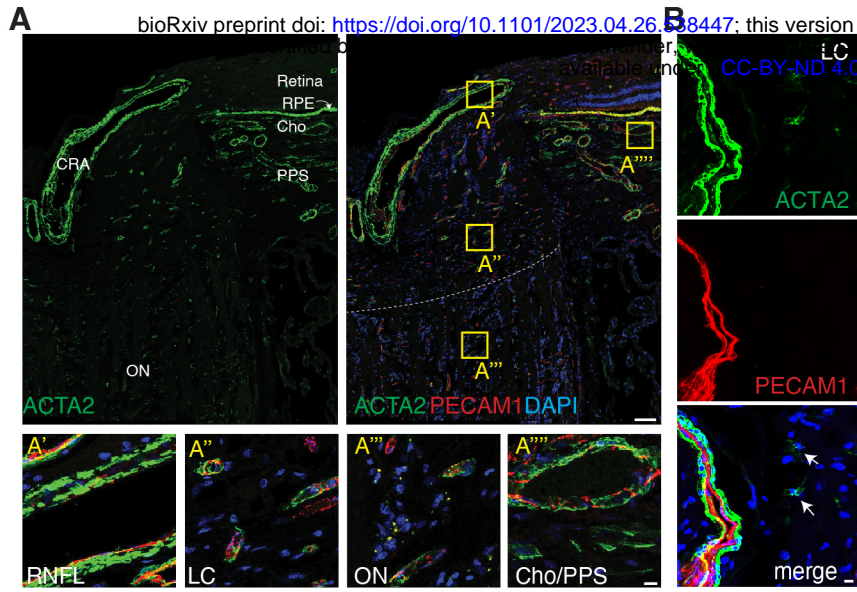 A
bioRxiv preprint doi: https://doi.org/10.1101/2023.04.26.538447; this version
available under CC-BY-ND 4.0
B
Retina
RPE
Cho
PPS
CRA
ON
ACTA2
A'
A''''
A''
A'''
ACTA2 PECAM1 DAPI
LC
ACTA2
PECAM1
merge
A'
RNFL
A''
LC
A'''
ON
A''''
Cho/PPS